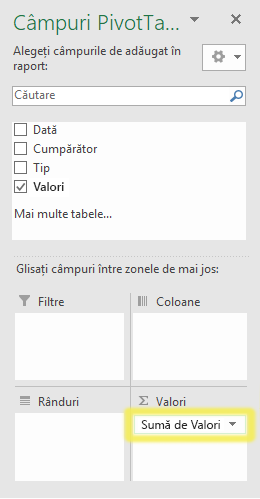 Câmpuri PivotTa...
Alegeți câmpurile de adăugat în
raport:
Căutare
Dată
Cumpărător
Tip
Valori
Mai multe tabele...
Glisați câmpuri între zonele de mai jos:
Filtre
Coloane
Rânduri
Valori
Sumă de Valori